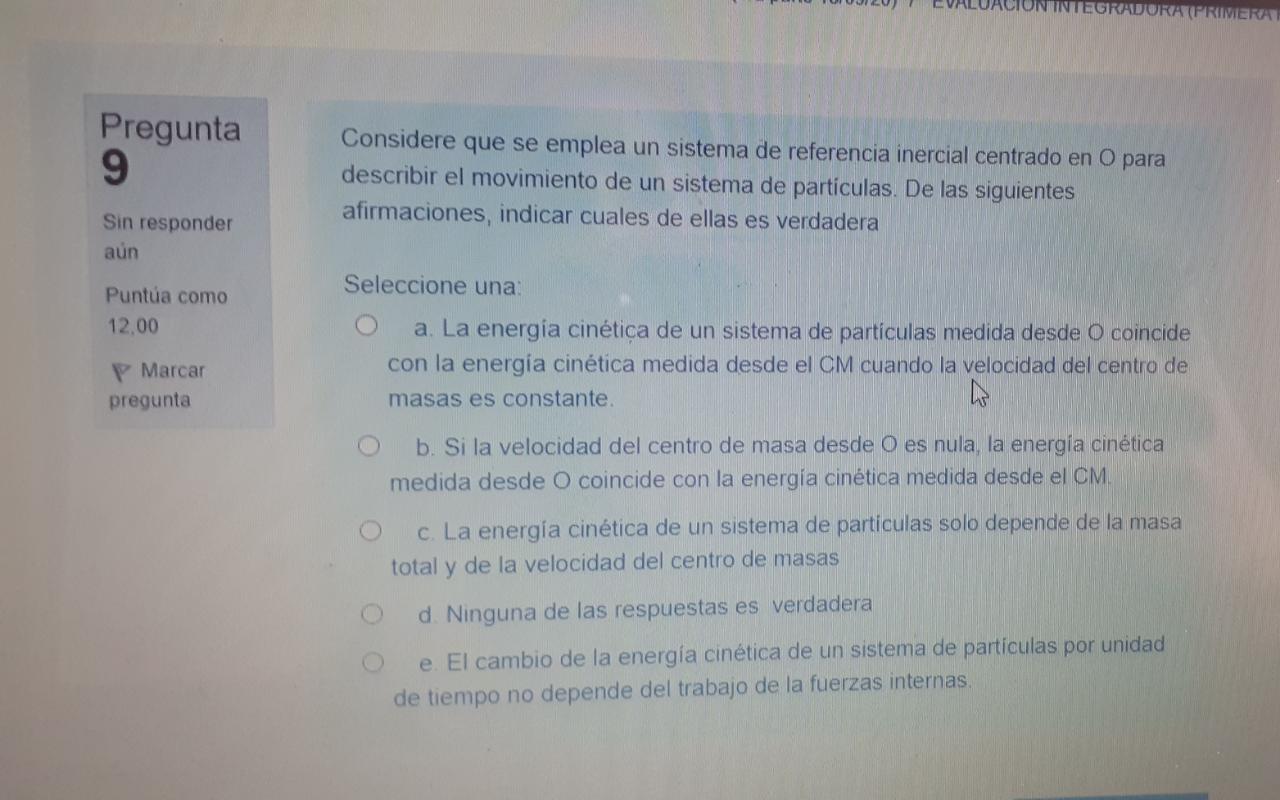 EVALUACIÓN INTEGRADORA (PRIMERA
Pregunta
9
Sin responder
aún
Puntúa como
12,00
Marcar
pregunta
Considere que se emplea un sistema de referencia inercial centrado en O para
describir el movimiento de un sistema de partículas. De las siguientes
afirmaciones, indicar cuales de ellas es verdadera
Seleccione una:
a. La energía cinética de un sistema de partículas medida desde O coincide
con la energía cinética medida desde el CM cuando la velocidad del centro de
masas es constante.
b. Si la velocidad del centro de masa desde O es nula, la energía cinética
medida desde O coincide con la energía cinética medida desde el CM.
c. La energía cinética de un sistema de partículas solo depende de la masa
total y de la velocidad del centro de masas
d. Ninguna de las respuestas es verdadera
e. El cambio de la energía cinética de un sistema de partículas por unidad
de tiempo no depende del trabajo de la fuerzas internas.